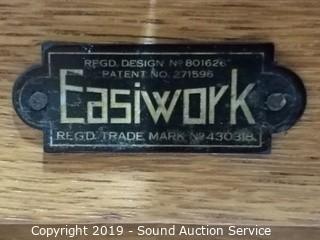 REGD. DESIGN Nº 801626
PATENT NO. 271596
Easiwork
REGD. TRADE MARK Nº 430318.
Copyright 2019 - Sound Auction Service